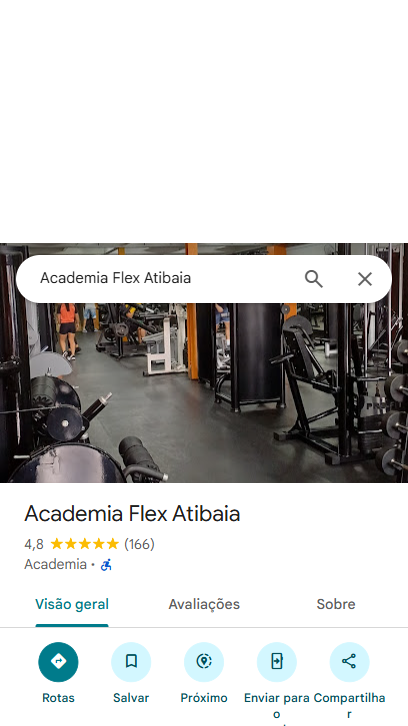 Academia Flex Atibaia
Academia Flex Atibaia
4,8 ★★★★★ (166)
Academia ·
Visão geral Avaliações Sobre
Rotas Salvar Próximo Enviar para o Compartilhar